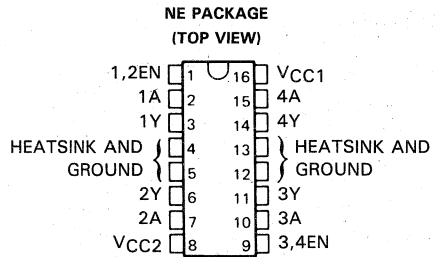 NE PACKAGE
(TOP VIEW)
1,2EN 1 16 VCC1
1A 2 15 4A
1Y 3 14 4Y
HEATSINK AND 4 13 HEATSINK AND
GROUND 5 12 GROUND
2Y 6 11 3Y
2A 7 10 3A
VCC2 8 9 3,4EN